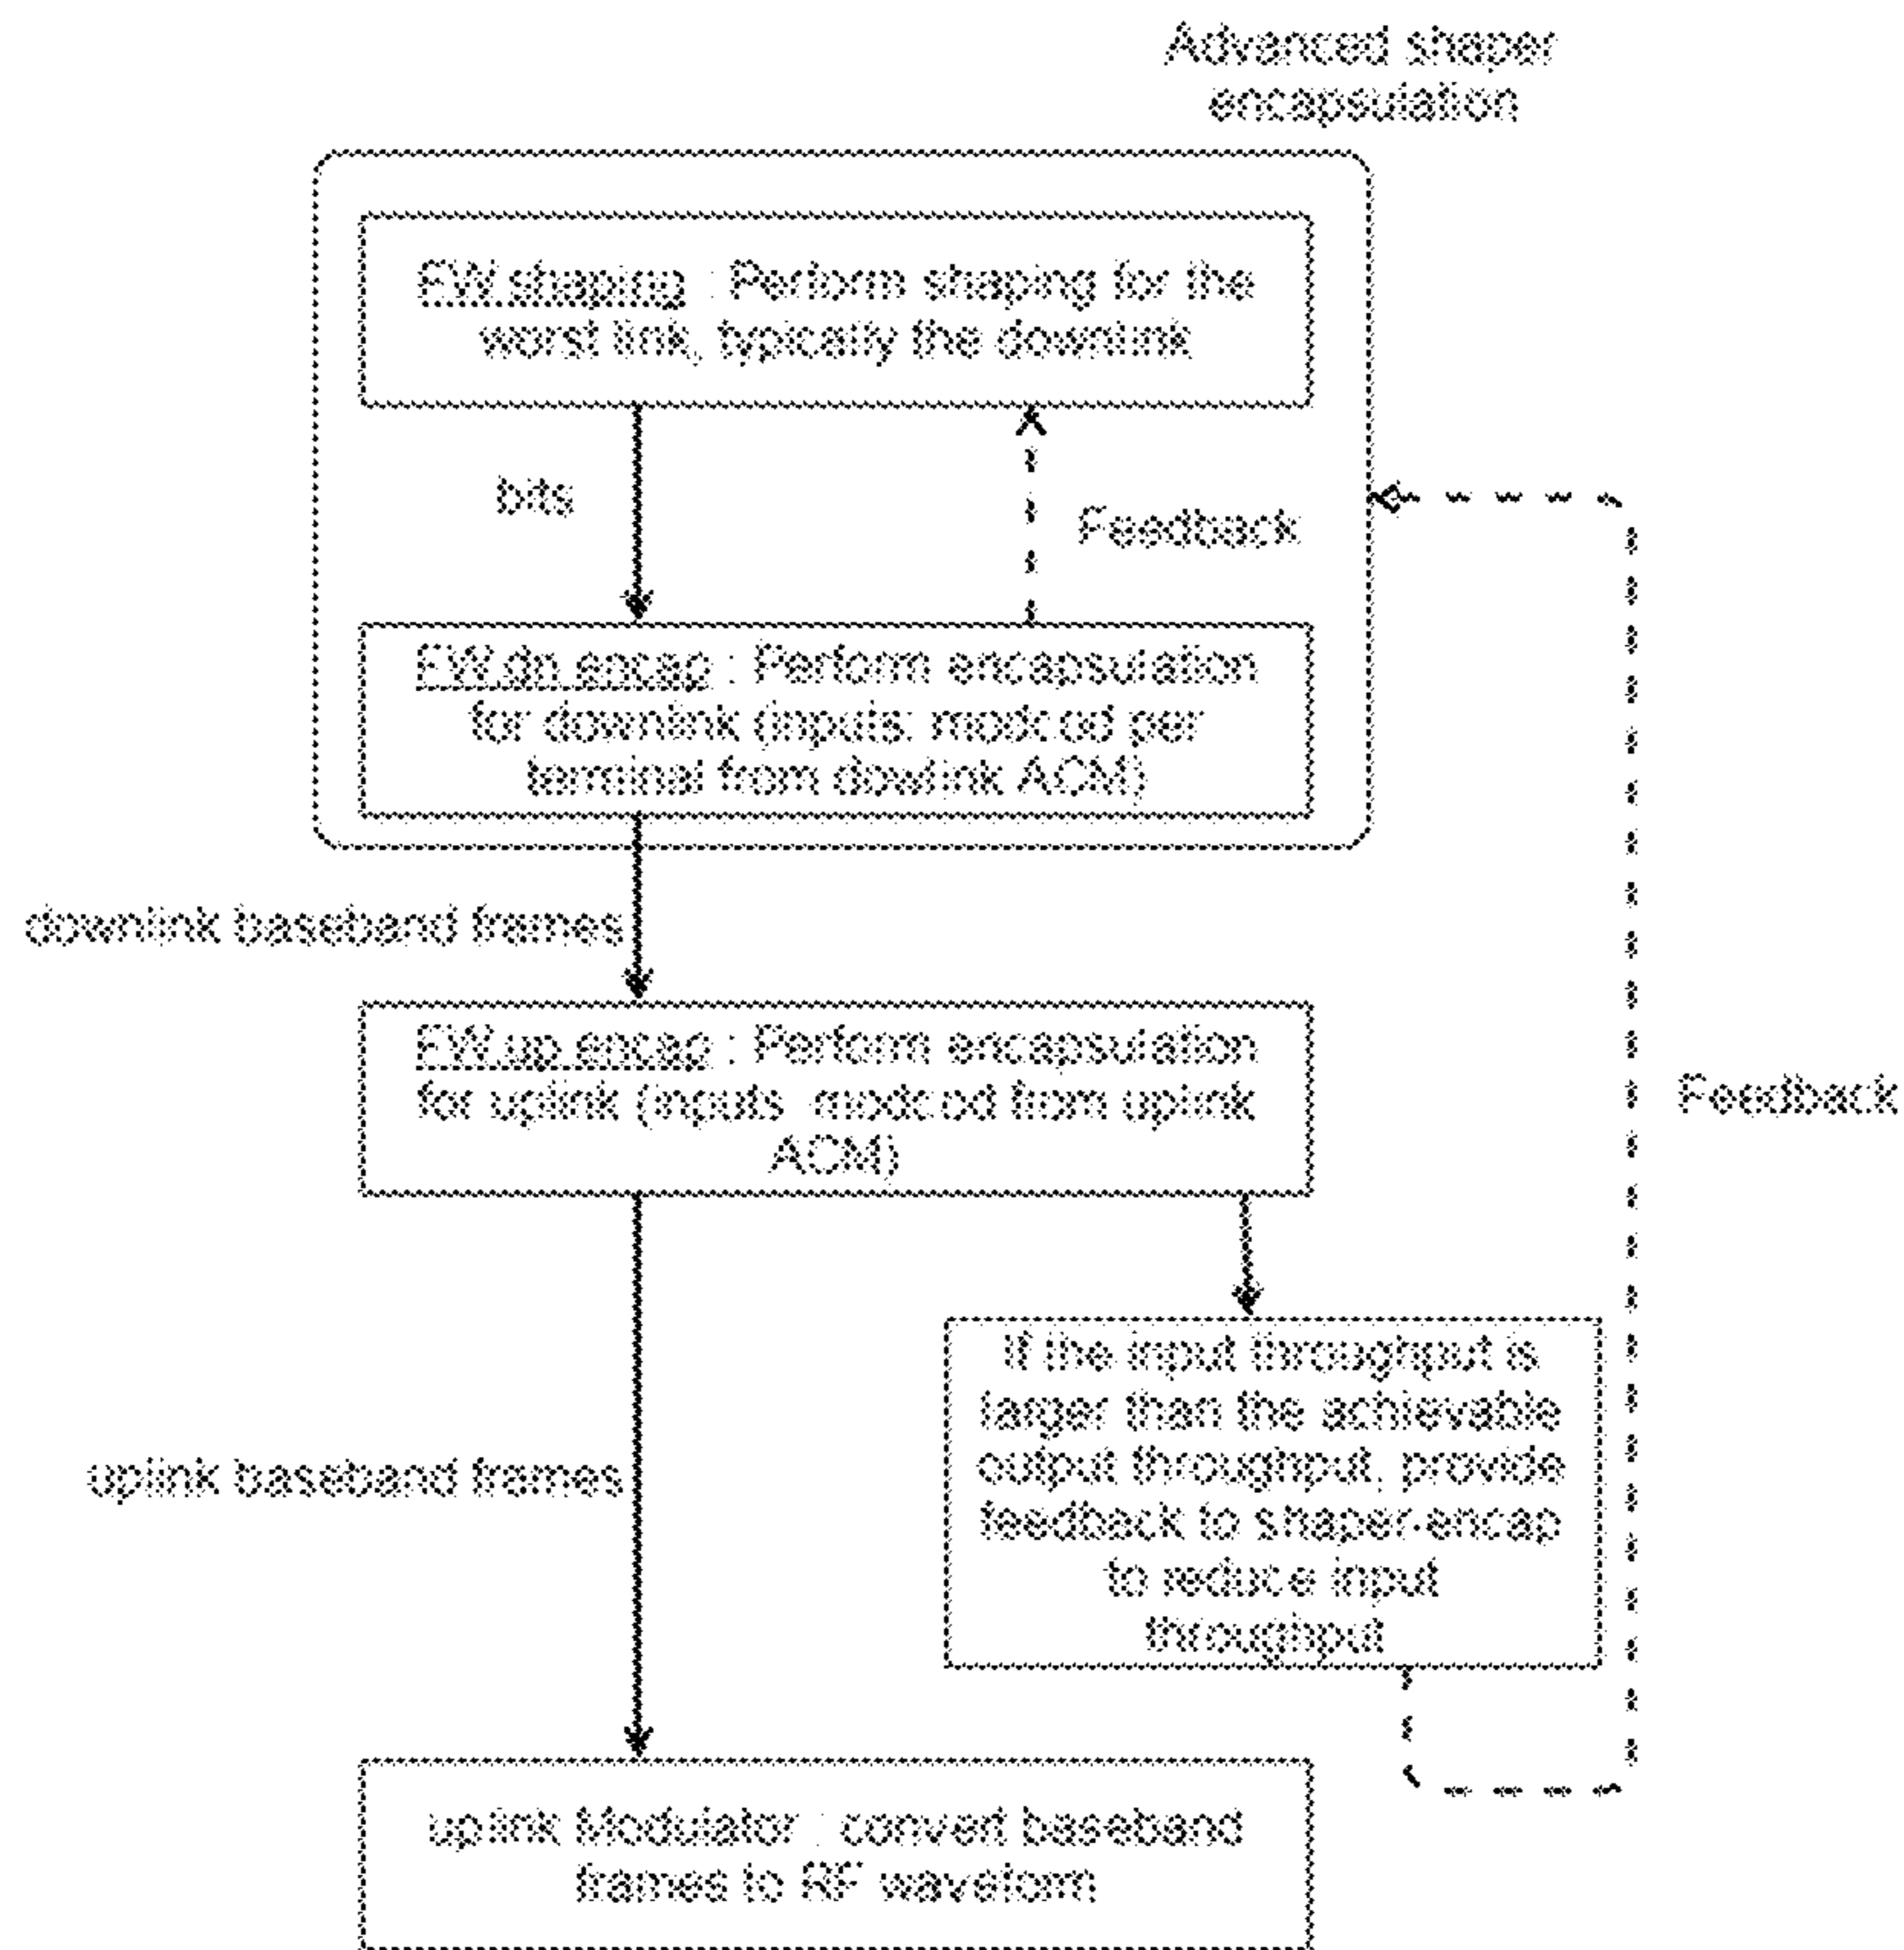 Advanced shaper
encapsulation
FW shaping : Perform shaping for the
worst link, typically the downlink
bits
Feedback
FW dn encap : Perform encapsulation
for downlink (inputs: modcod per
terminal from dowlink ACM)
downlink baseband frames
FW up encap : Perform encapsulation
for uplink (inputs: modcod from uplink
ACM)
Feedback
If the input throughput is
larger than the achievable
output throughput, provide
feedback to shaper-encap
to reduce input
throughput
uplink baseband frames
uplink Modulator : convert baseband
frames to RF waveform